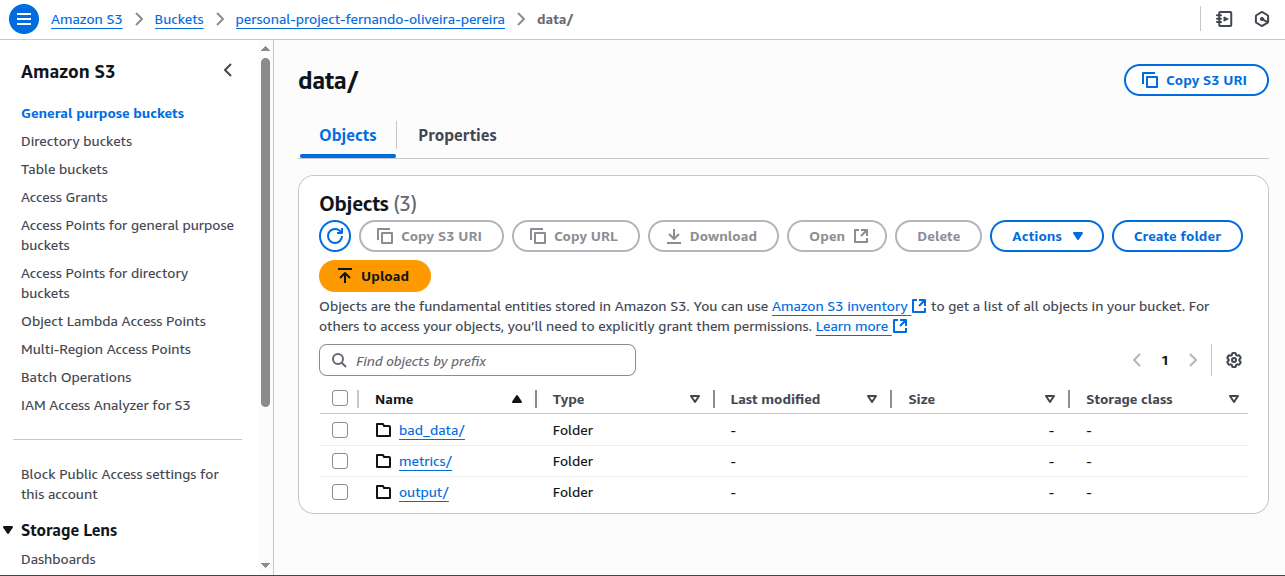 Amazon S3 > Buckets > personal-project-fernando-oliveira-pereira > data/
Amazon S3
General purpose buckets
Directory buckets
Table buckets
Access Grants
Access Points for general purpose
buckets
Access Points for directory
buckets
Object Lambda Access Points
Multi-Region Access Points
Batch Operations
IAM Access Analyzer for S3
Block Public Access settings for
this account
Storage Lens
Dashboards
data/
Copy S3 URI
Objects
Properties
Objects (3)
Copy S3 URI
Copy URL
Download
Open
Delete
Actions
Create folder
Upload
Objects are the fundamental entities stored in Amazon S3. You can use Amazon S3 inventory to get a list of all objects in your bucket. For
others to access your objects, you'll need to explicitly grant them permissions. Learn more
Find objects by prefix
1
Name Type Last modified Size Storage class
bad_data/ Folder - - -
metrics/ Folder - - -
output/ Folder - - -